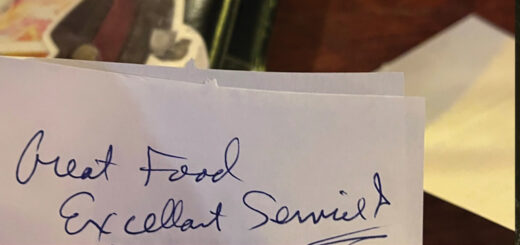 Great Food
Excellant Service!